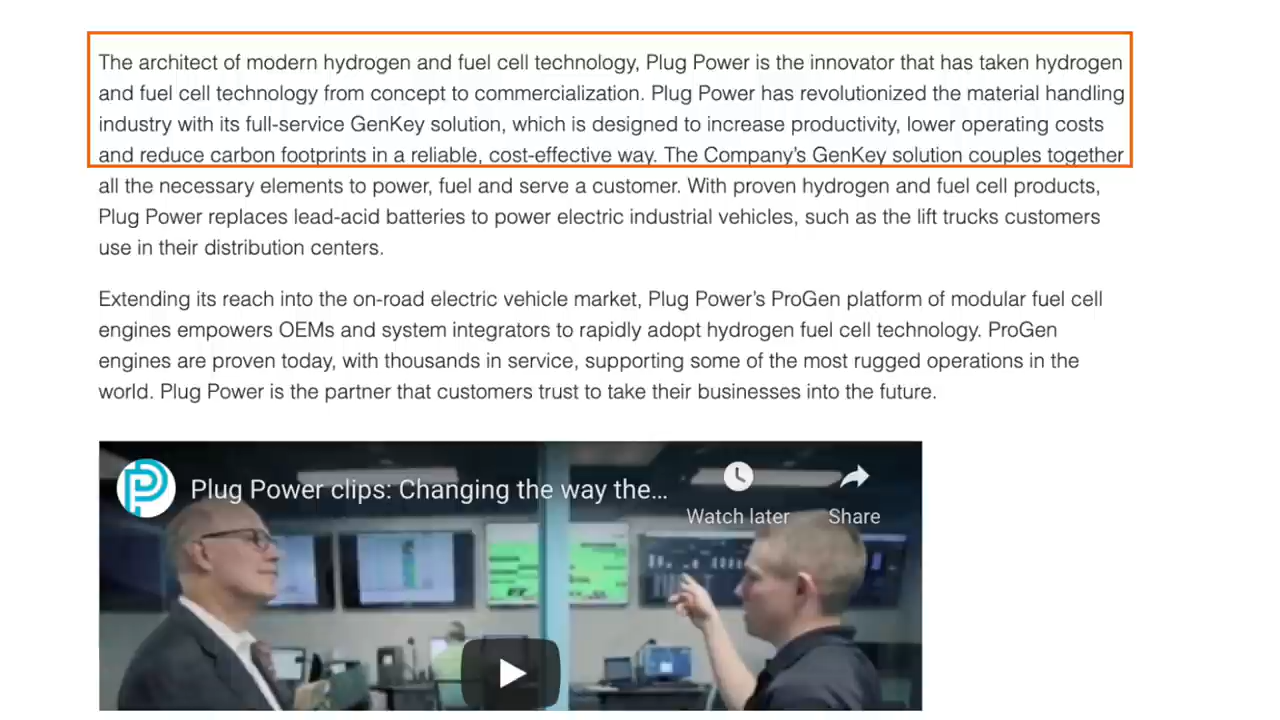 The architect of modern hydrogen and fuel cell technology, Plug Power is the innovator that has taken hydrogen
and fuel cell technology from concept to commercialization. Plug Power has revolutionized the material handling
industry with its full-service GenKey solution, which is designed to increase productivity, lower operating costs
and reduce carbon footprints in a reliable, cost-effective way. The Company’s GenKey solution couples together
all the necessary elements to power, fuel and serve a customer. With proven hydrogen and fuel cell products,
Plug Power replaces lead-acid batteries to power electric industrial vehicles, such as the lift trucks customers
use in their distribution centers.
Extending its reach into the on-road electric vehicle market, Plug Power’s ProGen platform of modular fuel cell
engines empowers OEMs and system integrators to rapidly adopt hydrogen fuel cell technology. ProGen
engines are proven today, with thousands in service, supporting some of the most rugged operations in the
world. Plug Power is the partner that customers trust to take their businesses into the future.
Plug Power clips: Changing the way the...
Watch later
Share